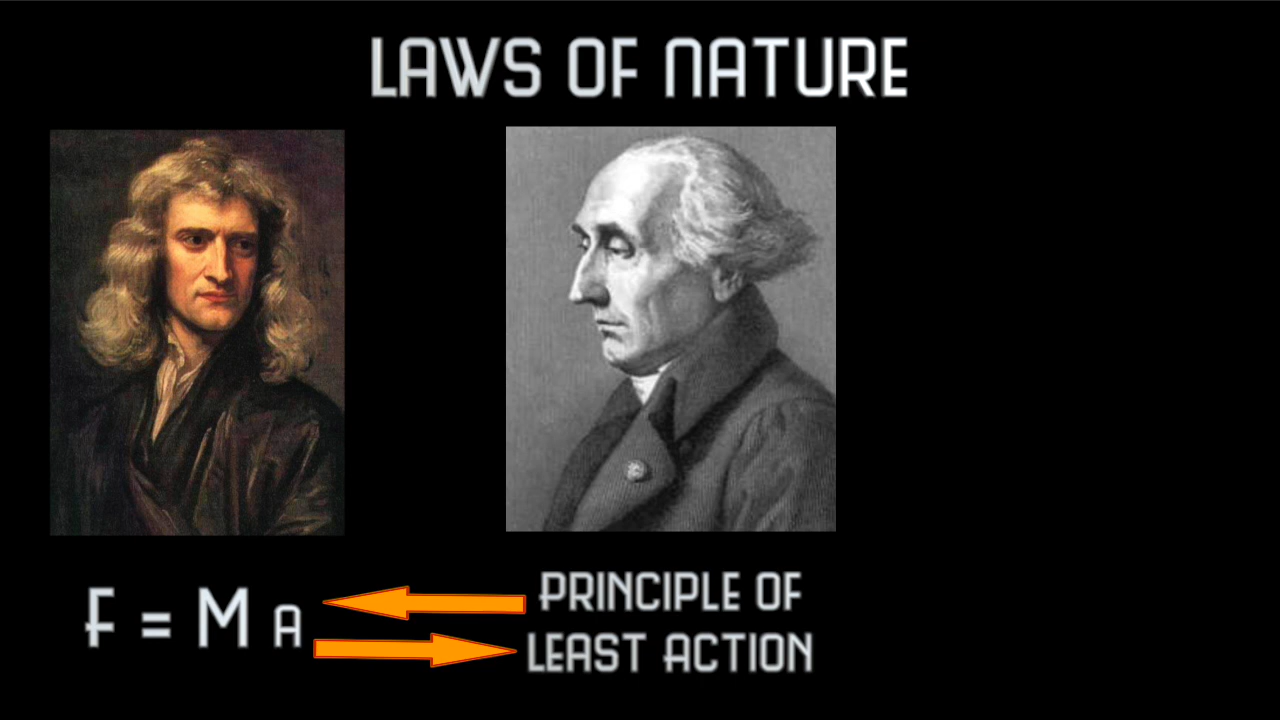 LAWS OF NATURE
F = M A
PRINCIPLE OF
LEAST ACTION